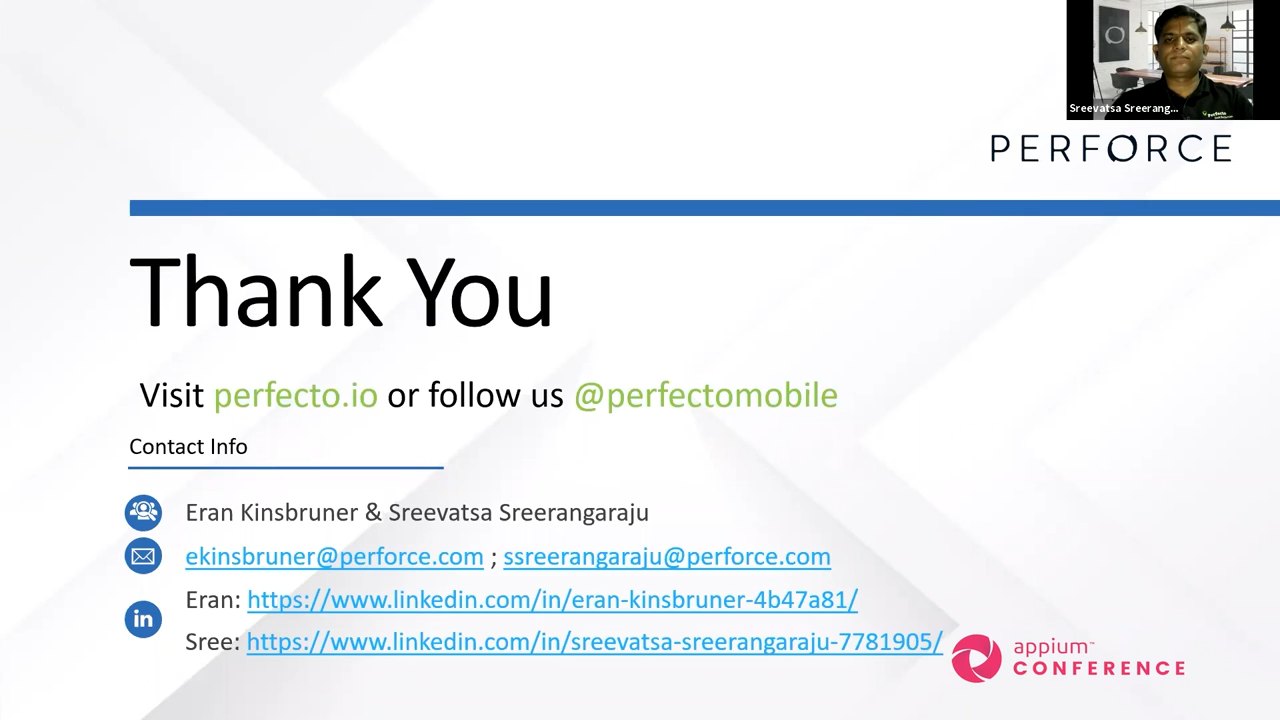 Sreevatsa Sreerang...
PERFORCE
Thank You
Visit perfecto.io or follow us @perfectomobile
Contact Info
Eran Kinsbruner & Sreevatsa Sreerangaraju
ekinsbruner@perforce.com ; ssreerangaraju@perforce.com
in
Eran: https://www.linkedin.com/in/eran-kinsbruner-4b47a81/
Sree: https://www.linkedin.com/in/sreevatsa-sreerangaraju-7781905/
appium™
CONFERENCE